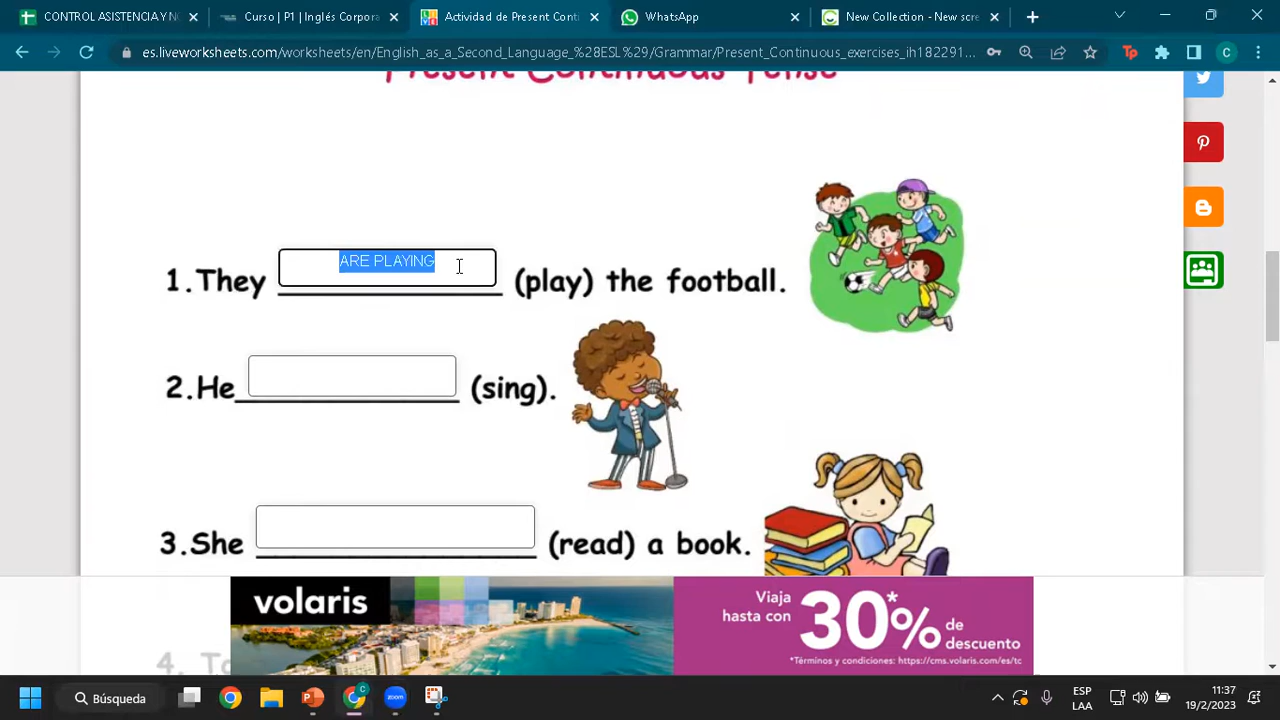 CONTROL ASISTENCIA Y NO
Curso | P1 | Inglés Corpora
Actividad de Present Conti
WhatsApp
New Collection - New scre
es.liveworksheets.com/worksheets/en/English_as_a_Second_Language_%28ESL%29/Grammar/Present_Continuous_exercises_ih182291...
Present Continuous Tense
1.They ARE PLAYING (play) the football.
2.He (sing).
3.She (read) a book.
volaris
Viaja
hasta con
30%*
de
descuento
*Términos y condiciones: https://cms.volaris.com/es/tc
Búsqueda
ESP
LAA
11:37
19/2/2023